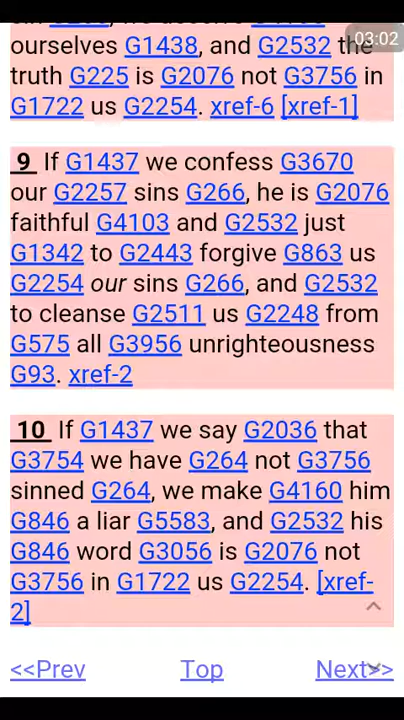 ourselves G1438, and G2532 the
03:02
truth G225 is G2076 not G3756 in
G1722 us G2254. xref-6 [xref-1]
9 If G1437 we confess G3670
our G2257 sins G266, he is G2076
faithful G4103 and G2532 just
G1342 to G2443 forgive G863 us
G2254 our sins G266, and G2532
to cleanse G2511 us G2248 from
G575 all G3956 unrighteousness
G93. xref-2
10 If G1437 we say G2036 that
G3754 we have G264 not G3756
sinned G264, we make G4160 him
G846 a liar G5583, and G2532 his
G846 word G3056 is G2076 not
G3756 in G1722 us G2254. [xref-
2]
<<Prev Top Next>>